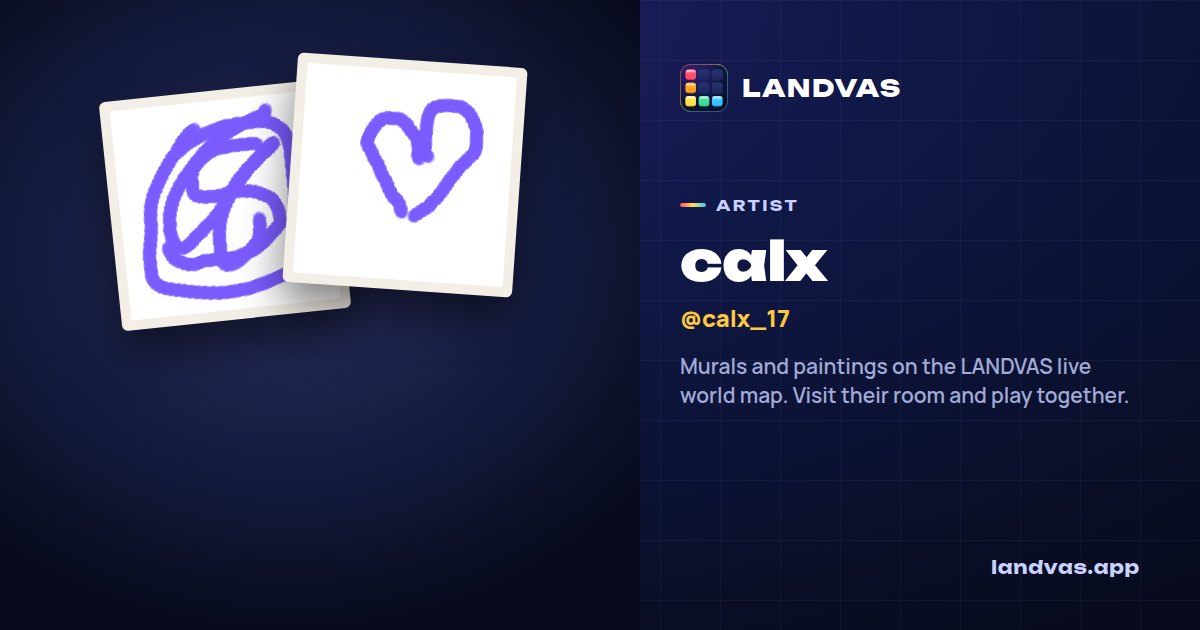 LANDVAS
ARTIST
calx
@calx_17
Murals and paintings on the LANDVAS live
world map. Visit their room and play together.
landvas.app